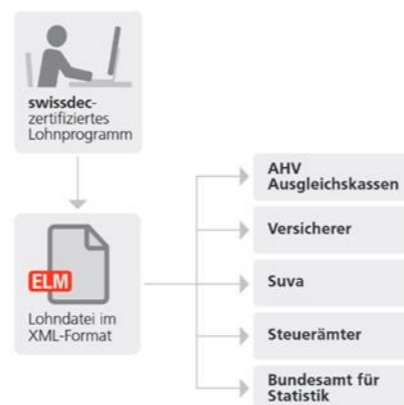 swissdec-
zertifiziertes
Lohnprogramm
ELM
Lohndatei im
XML-Format
AHV
Ausgleichskassen
Versicherer
Suva
Steuerämter
Bundesamt für
Statistik